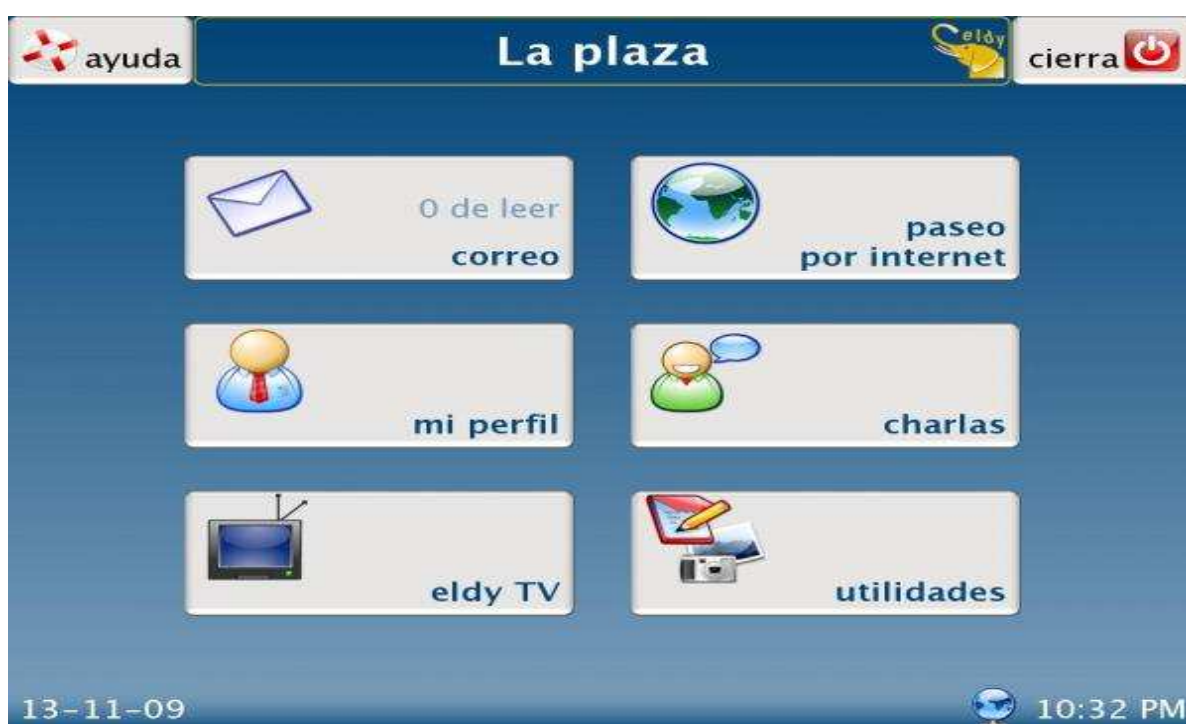 ayuda
La plaza
eldy
cierra
0 de leer
correo
paseo
por internet
mi perfil
charlas
eldy TV
utilidades
13-11-09
10:32 PM